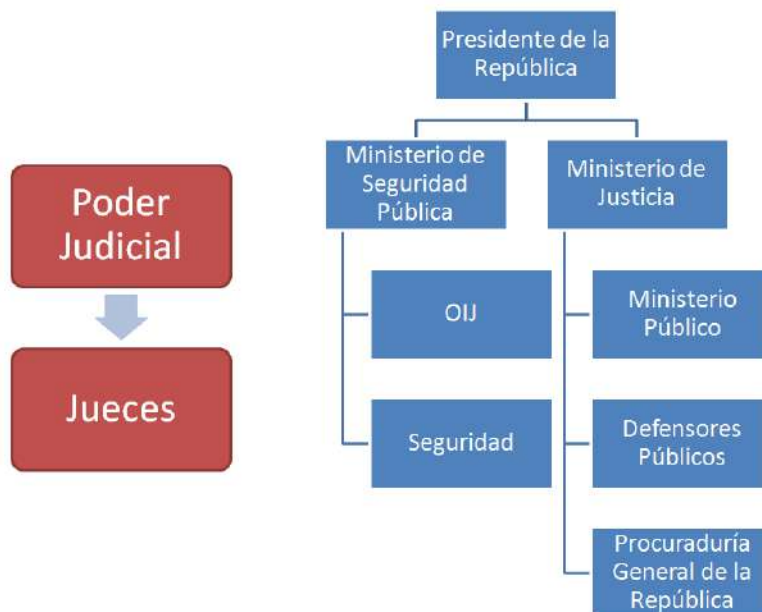 Poder
Judicial
Jueces
Presidente de la
República
Ministerio de
Seguridad
Pública
OIJ
Seguridad
Ministerio de
Justicia
Ministerio
Público
Defensores
Públicos
Procuraduría
General de la
República